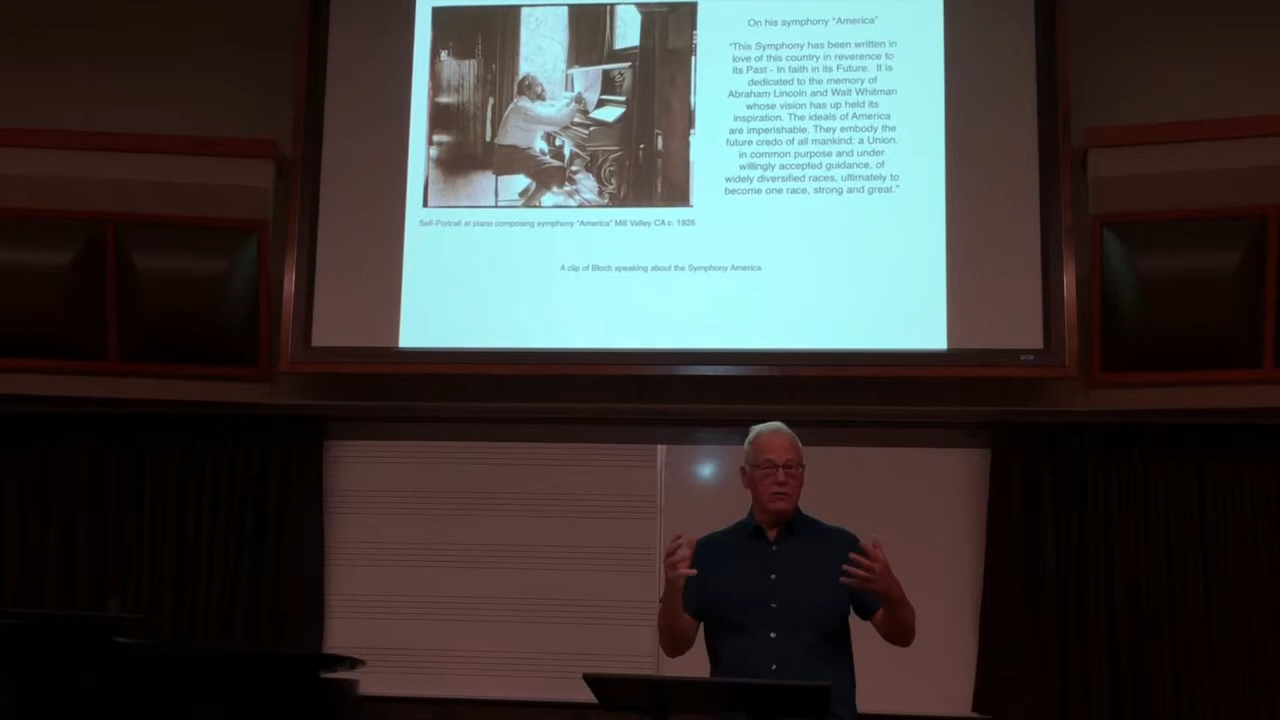 On his symphony "America"
"This Symphony has been written in
love of this country in reverence to
its Past - In faith in its Future. It is
dedicated to the memory of
Abraham Lincoln and Walt Whitman
whose vision has up held its
inspiration. The ideals of America
are imperishable. They embody the
future credo of all mankind: a Union,
in common purpose and under
willingly accepted guidance, of
widely diversified races, ultimately to
become one race, strong and great."
Self-Portrait at piano composing symphony "America" Mill Valley CA c. 1926
A clip of Bloch speaking about the Symphony America